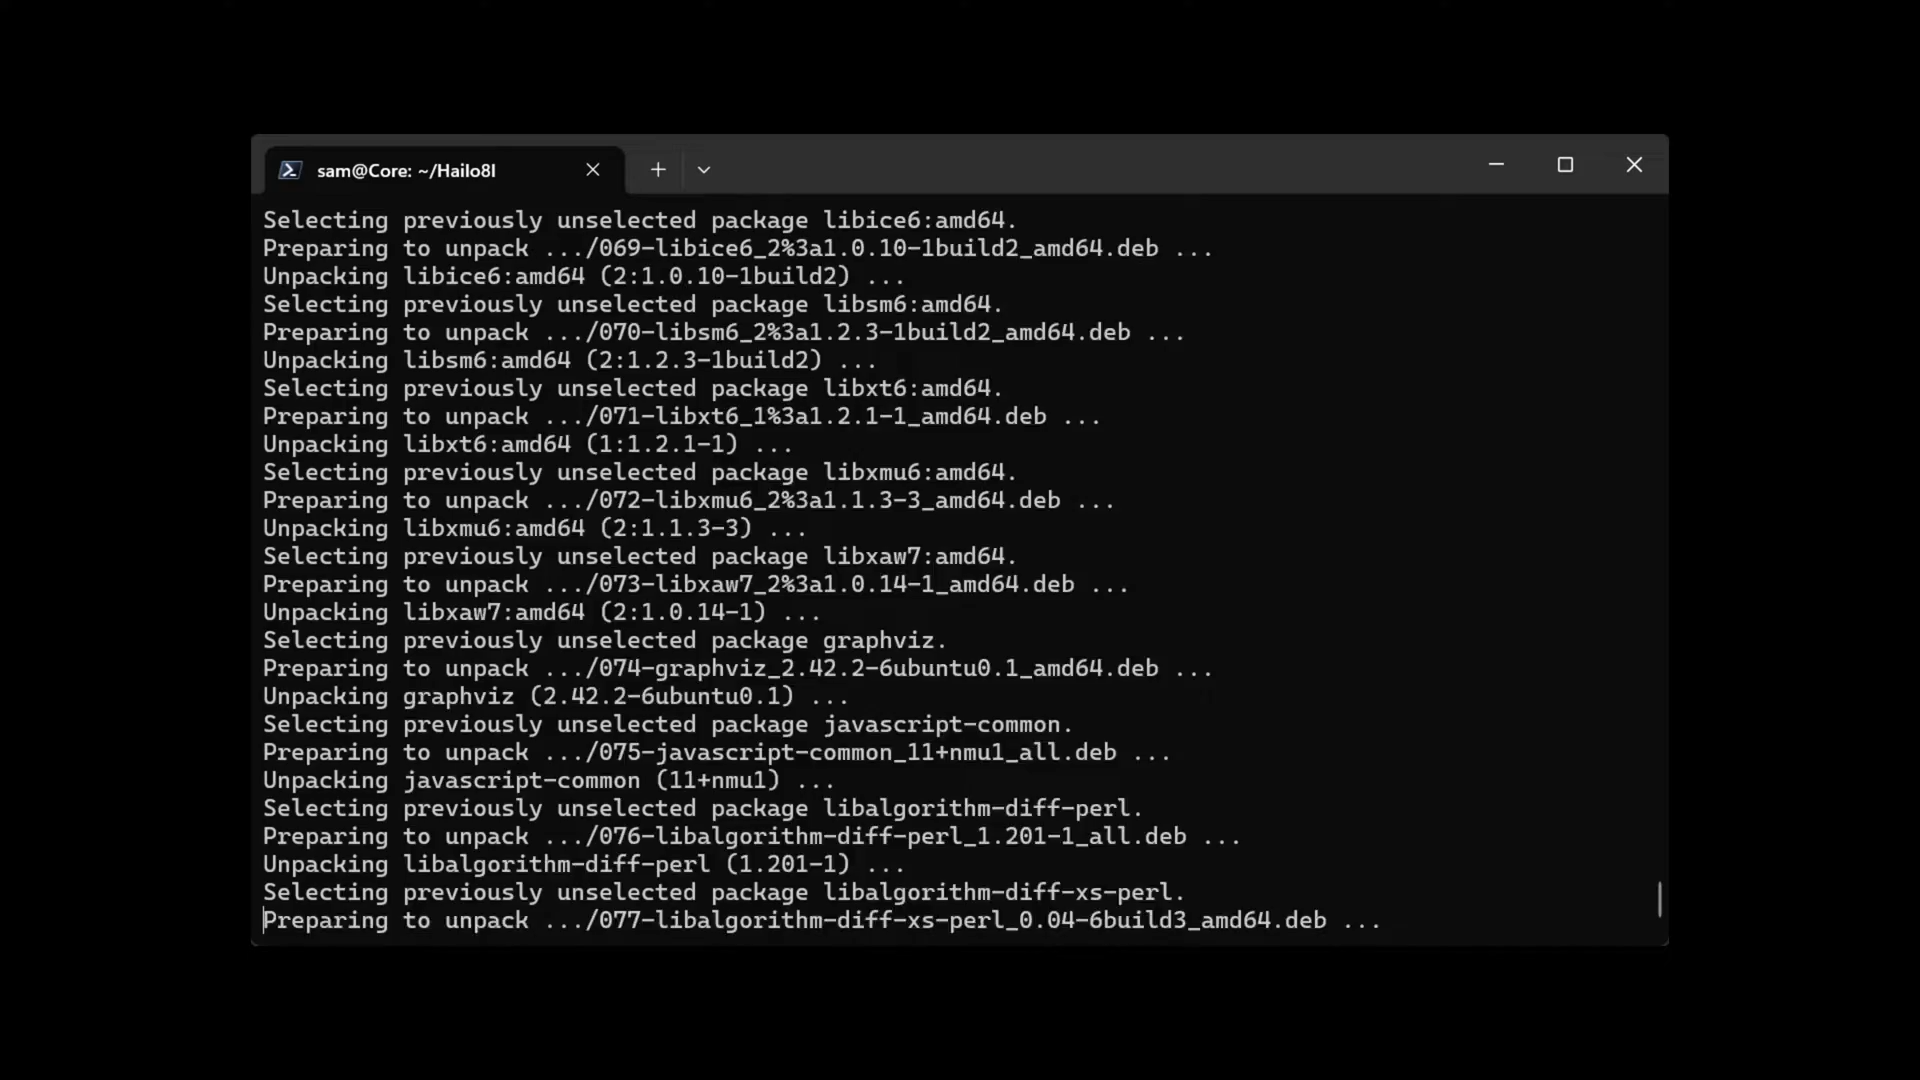 sam@Core: ~/Hailo8l
Selecting previously unselected package libice6:amd64.
Preparing to unpack .../069-libice6_2%3a1.0.10-1build2_amd64.deb ...
Unpacking libice6:amd64 (2:1.0.10-1build2) ...
Selecting previously unselected package libsm6:amd64.
Preparing to unpack .../070-libsm6_2%3a1.2.3-1build2_amd64.deb ...
Unpacking libsm6:amd64 (2:1.2.3-1build2) ...
Selecting previously unselected package libxt6:amd64.
Preparing to unpack .../071-libxt6_1%3a1.2.1-1_amd64.deb ...
Unpacking libxt6:amd64 (1:1.2.1-1) ...
Selecting previously unselected package libxmu6:amd64.
Preparing to unpack .../072-libxmu6_2%3a1.1.3-3_amd64.deb ...
Unpacking libxmu6:amd64 (2:1.1.3-3) ...
Selecting previously unselected package libxaw7:amd64.
Preparing to unpack .../073-libxaw7_2%3a1.0.14-1_amd64.deb ...
Unpacking libxaw7:amd64 (2:1.0.14-1) ...
Selecting previously unselected package graphviz.
Preparing to unpack .../074-graphviz_2.42.2-6ubuntu0.1_amd64.deb ...
Unpacking graphviz (2.42.2-6ubuntu0.1) ...
Selecting previously unselected package javascript-common.
Preparing to unpack .../075-javascript-common_11+nmu1_all.deb ...
Unpacking javascript-common (11+nmu1) ...
Selecting previously unselected package libalgorithm-diff-perl.
Preparing to unpack .../076-libalgorithm-diff-perl_1.201-1_all.deb ...
Unpacking libalgorithm-diff-perl (1.201-1) ...
Selecting previously unselected package libalgorithm-diff-xs-perl.
Preparing to unpack .../077-libalgorithm-diff-xs-perl_0.04-6build3_amd64.deb ...